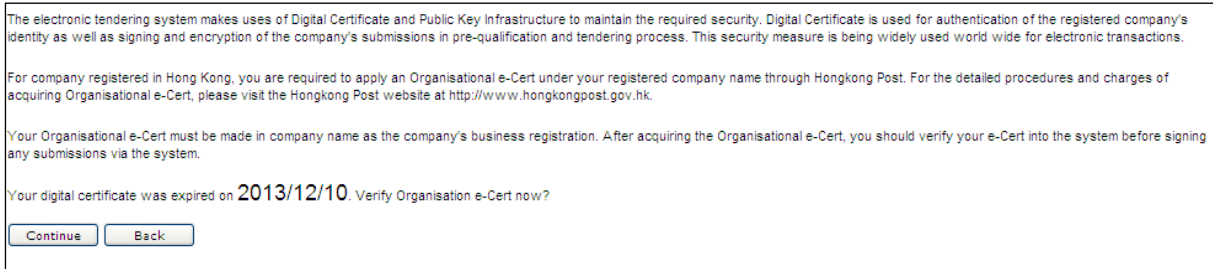 The electronic tendering system makes uses of Digital Certificate and Public Key Infrastructure to maintain the required security. Digital Certificate is used for authentication of the registered company's
identity as well as signing and encryption of the company's submissions in pre-qualification and tendering process. This security measure is being widely used world wide for electronic transactions.
For company registered in Hong Kong, you are required to apply an Organisational e-Cert under your registered company name through Hongkong Post. For the detailed procedures and charges of
acquiring Organisational e-Cert, please visit the Hongkong Post website at http://www.hongkongpost.gov.hk.
Your Organisational e-Cert must be made in company name as the company's business registration. After acquiring the Organisational e-Cert, you should verify your e-Cert into the system before signing
any submissions via the system.
Your digital certificate was expired on 2013/12/10. Verify Organisation e-Cert now?
Continue Back